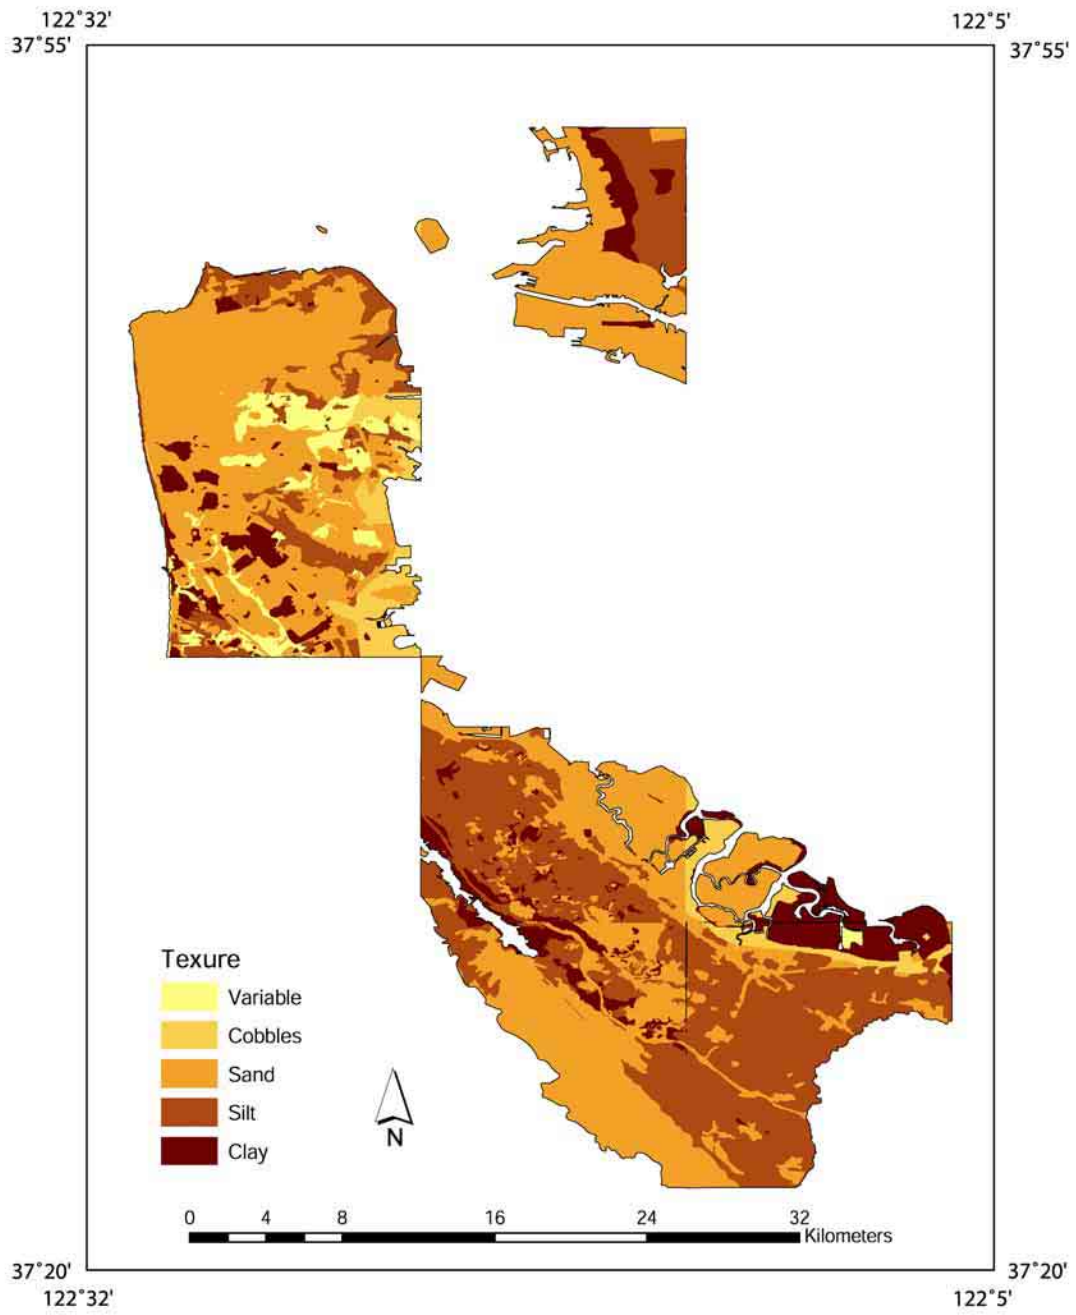 122˚32' 122˚5'
37˚55' 37˚55'
Texure
Variable
Cobbles
Sand
Silt
Clay
N
0 4 8 16 24 32
Kilometers
37˚20' 37˚20'
122˚32' 122˚5'